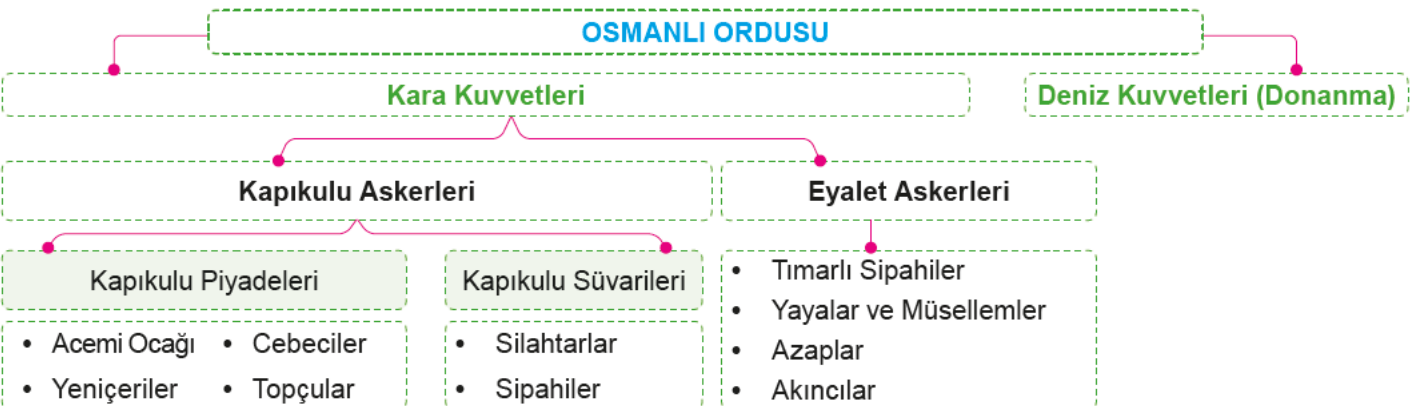 OSMANLI ORDUSU
Kara Kuvvetleri
Deniz Kuvvetleri (Donanma)
Kapıkulu Askerleri
Eyalet Askerleri
Kapıkulu Piyadeleri
Kapıkulu Süvarileri
• Acemi Ocağı • Cebeciler
• Yeniçeriler • Topçular
• Silahtarlar
• Sipahiler
• Tımarlı Sipahiler
• Yayalar ve Müsellemler
• Azaplar
• Akıncılar